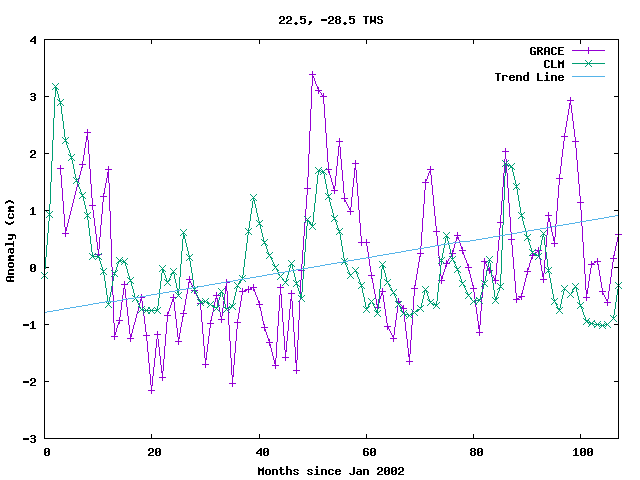 22.5, -28.5 TWS
GRACE
CLM
Trend Line
4
3
2
1
0
-1
-2
-3
Anomaly (cm)
0 20 40 60 80 100
Months since Jan 2002